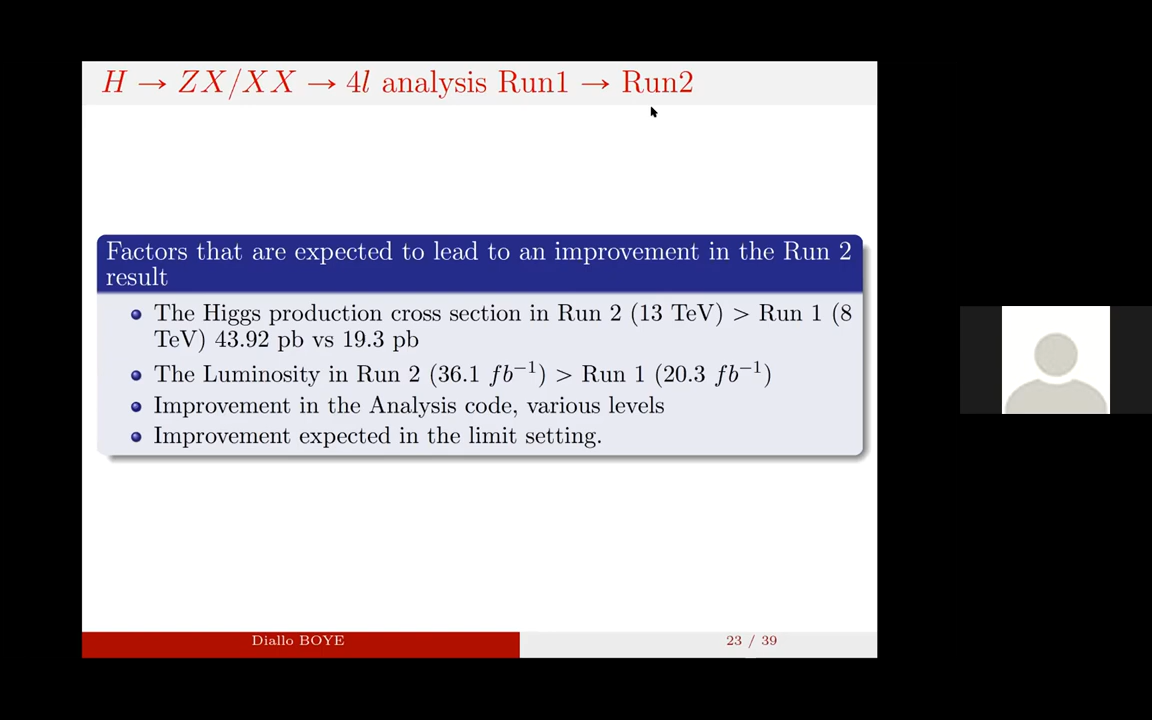 H → ZX/XX → 4l analysis Run1 → Run2
Factors that are expected to lead to an improvement in the Run 2
result
The Higgs production cross section in Run 2 (13 TeV) > Run 1 (8
TeV) 43.92 pb vs 19.3 pb
The Luminosity in Run 2 (36.1 fb⁻¹) > Run 1 (20.3 fb⁻¹)
Improvement in the Analysis code, various levels
Improvement expected in the limit setting.
Diallo BOYE
23 / 39